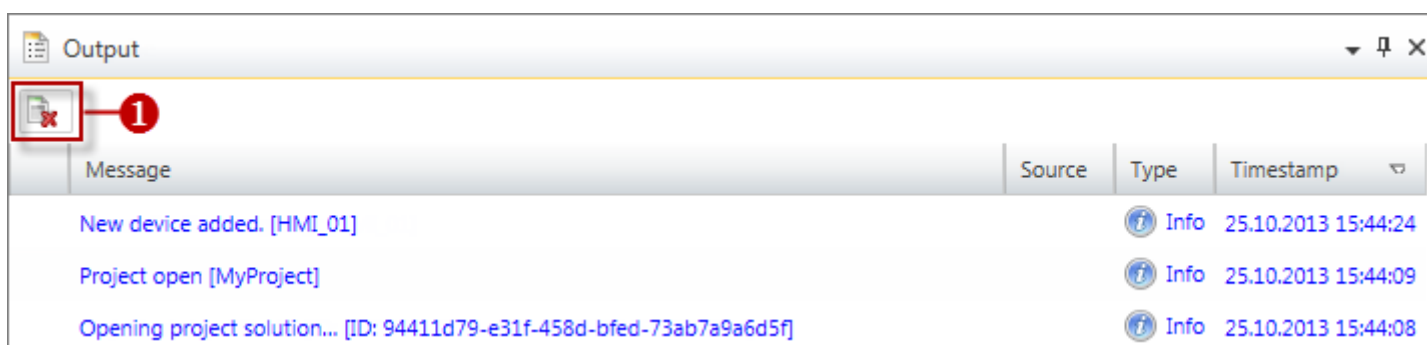 Output
1
Message Source Type Timestamp
New device added. [HMI_01] Info 25.10.2013 15:44:24
Project open [MyProject] Info 25.10.2013 15:44:09
Opening project solution... [ID: 94411d79-e31f-458d-bfed-73ab7a9a6d5f] Info 25.10.2013 15:44:08